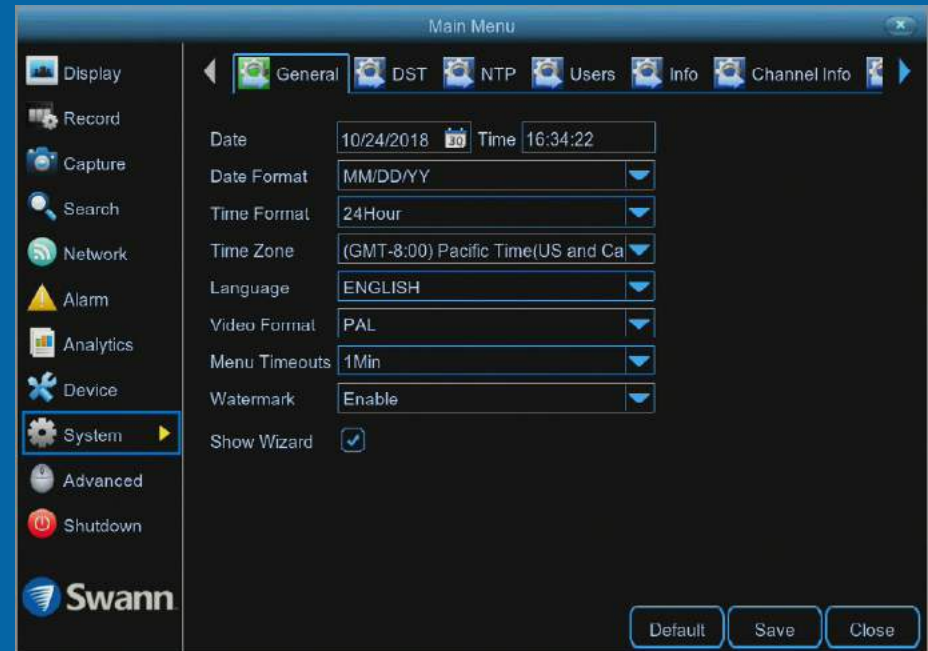 Main Menu
Display
Record
Capture
Search
Network
Alarm
Analytics
Device
System
Advanced
Shutdown
Swann
General DST NTP Users Info Channel Info
Date 10/24/2018 30 Time 16:34:22
Date Format MM/DD/YY
Time Format 24Hour
Time Zone (GMT-8:00) Pacific Time(US and Ca
Language ENGLISH
Video Format PAL
Menu Timeouts 1Min
Watermark Enable
Show Wizard
Default Save Close